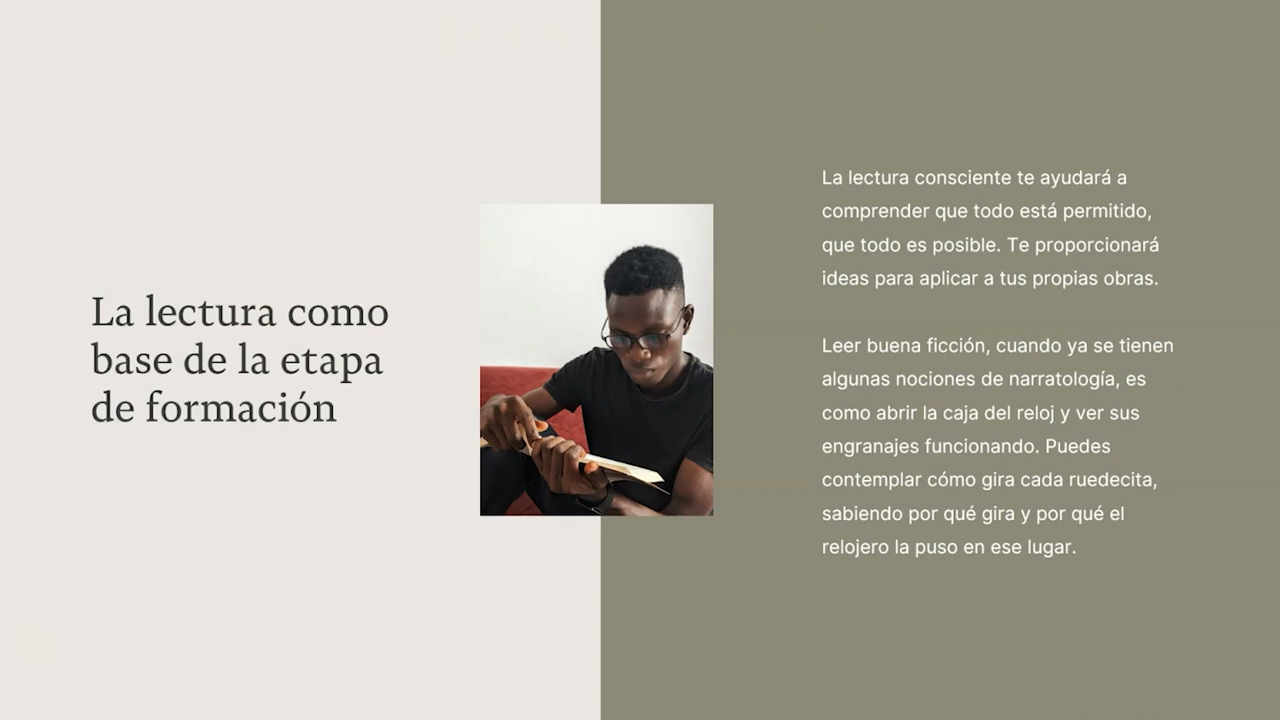 La lectura como
base de la etapa
de formación
La lectura consciente te ayudará a
comprender que todo está permitido,
que todo es posible. Te proporcionará
ideas para aplicar a tus propias obras.
Leer buena ficción, cuando ya se tienen
algunas nociones de narratología, es
como abrir la caja del reloj y ver sus
engranajes funcionando. Puedes
contemplar cómo gira cada ruedecita,
sabiendo por qué gira y por qué el
relojero la puso en ese lugar.